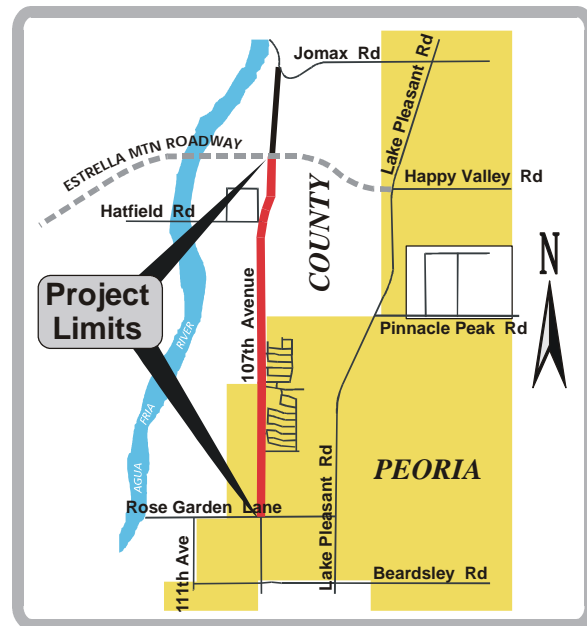 Jomax Rd
Lake Pleasant Rd
ESTRELLA MTN ROADWAY
Happy Valley Rd
Hatfield Rd
COUNTY
N
Project
Limits
Pinnacle Peak Rd
107th Avenue
AGUA FRIA RIVER
PEORIA
Lake Pleasant Rd
Rose Garden Lane
111th Ave
Beardsley Rd